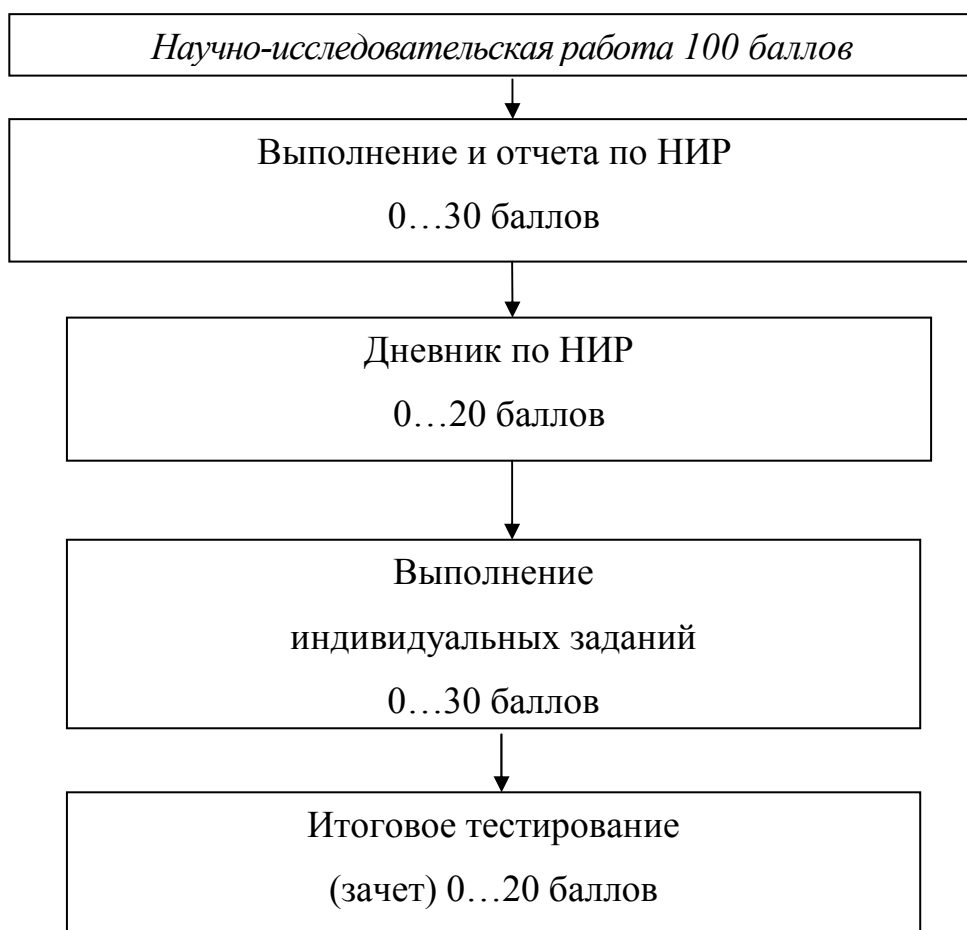 Научно-исследовательская работа 100 баллов
Выполнение и отчета по НИР
0…30 баллов
Дневник по НИР
0…20 баллов
Выполнение
индивидуальных заданий
0…30 баллов
Итоговое тестирование
(зачет) 0…20 баллов